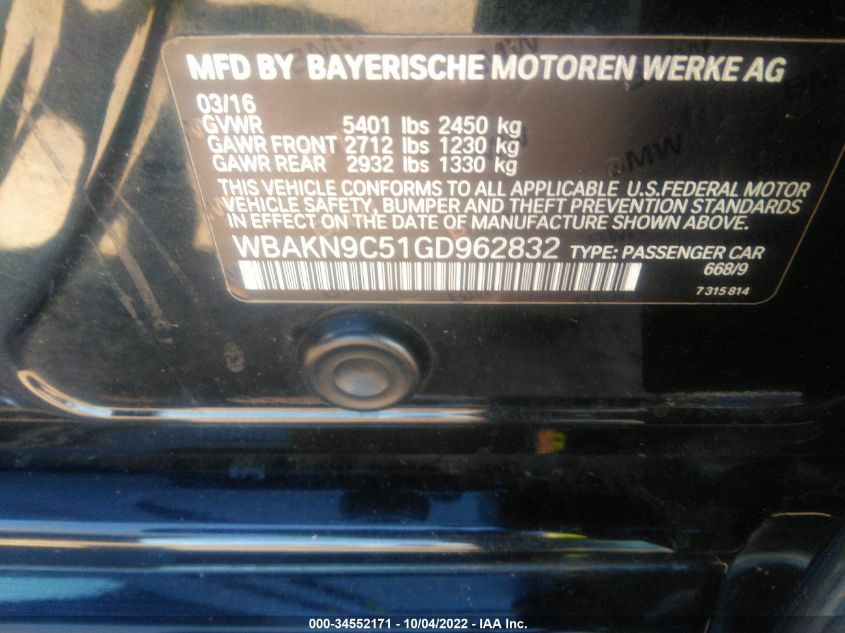 MFD BY BAYERISCHE MOTOREN WERKE AG
03/16
GVWR 5401 lbs 2450 kg
GAWR FRONT 2712 lbs 1230 kg
GAWR REAR 2932 lbs 1330 kg
THIS VEHICLE CONFORMS TO ALL APPLICABLE U.S.FEDERAL MOTOR
VEHICLE SAFETY, BUMPER AND THEFT PREVENTION STANDARDS
IN EFFECT ON THE DATE OF MANUFACTURE SHOWN ABOVE.
WBAKN9C51GD962832 TYPE: PASSENGER CAR
668/9
7 315 814
000-34552171 - 10/04/2022 - IAA Inc.